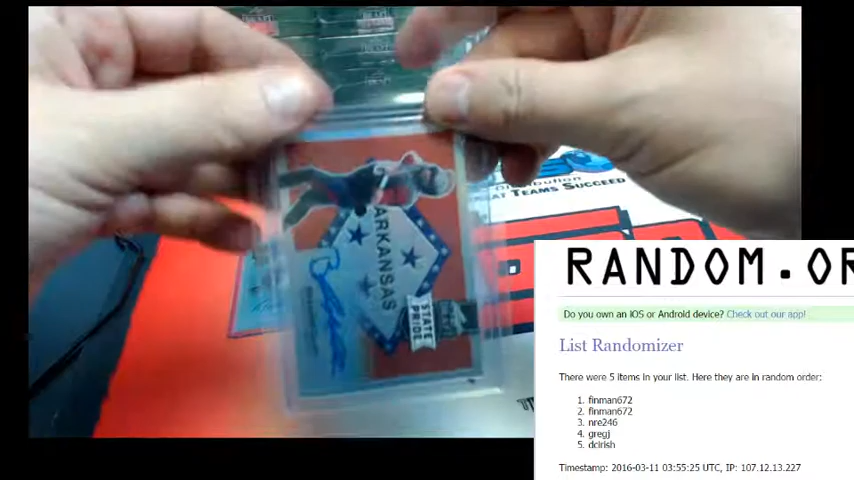 ARKANSAS
STATE
PRIDE
AT TEAMS SUCCEED
RANDOM.OR
Do you own an iOS or Android device? Check out our app!
List Randomizer
There were 5 items in your list. Here they are in random order:
1. finman672
2. finman672
3. nre246
4. gregj
5. dcirish
Timestamp: 2016-03-11 03:55:25 UTC, IP: 107.12.13.227